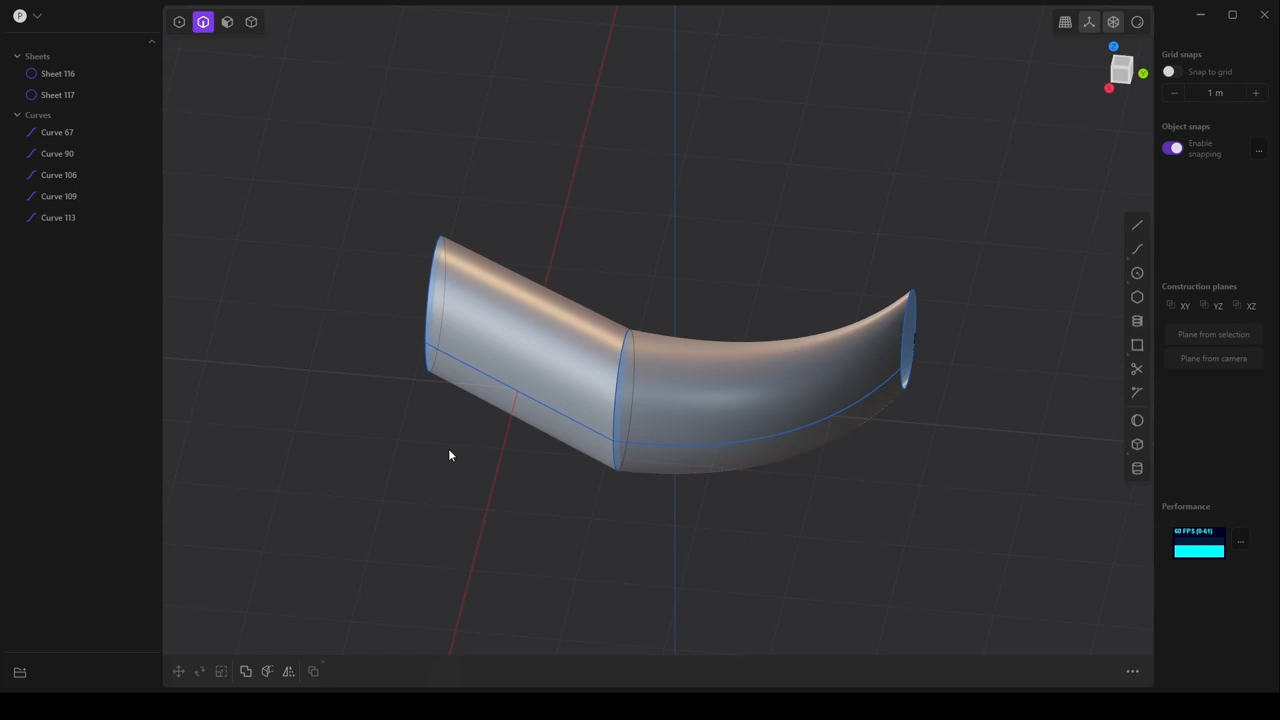 P
Sheets
Sheet 116
Sheet 117
Curves
Curve 67
Curve 90
Curve 106
Curve 109
Curve 113
Z
Y
X
Grid snaps
Snap to grid
1 m
Object snaps
Enable
snapping
...
Construction planes
XY
YZ
XZ
Plane from selection
Plane from camera
Performance
60 FPS (0-61)
...